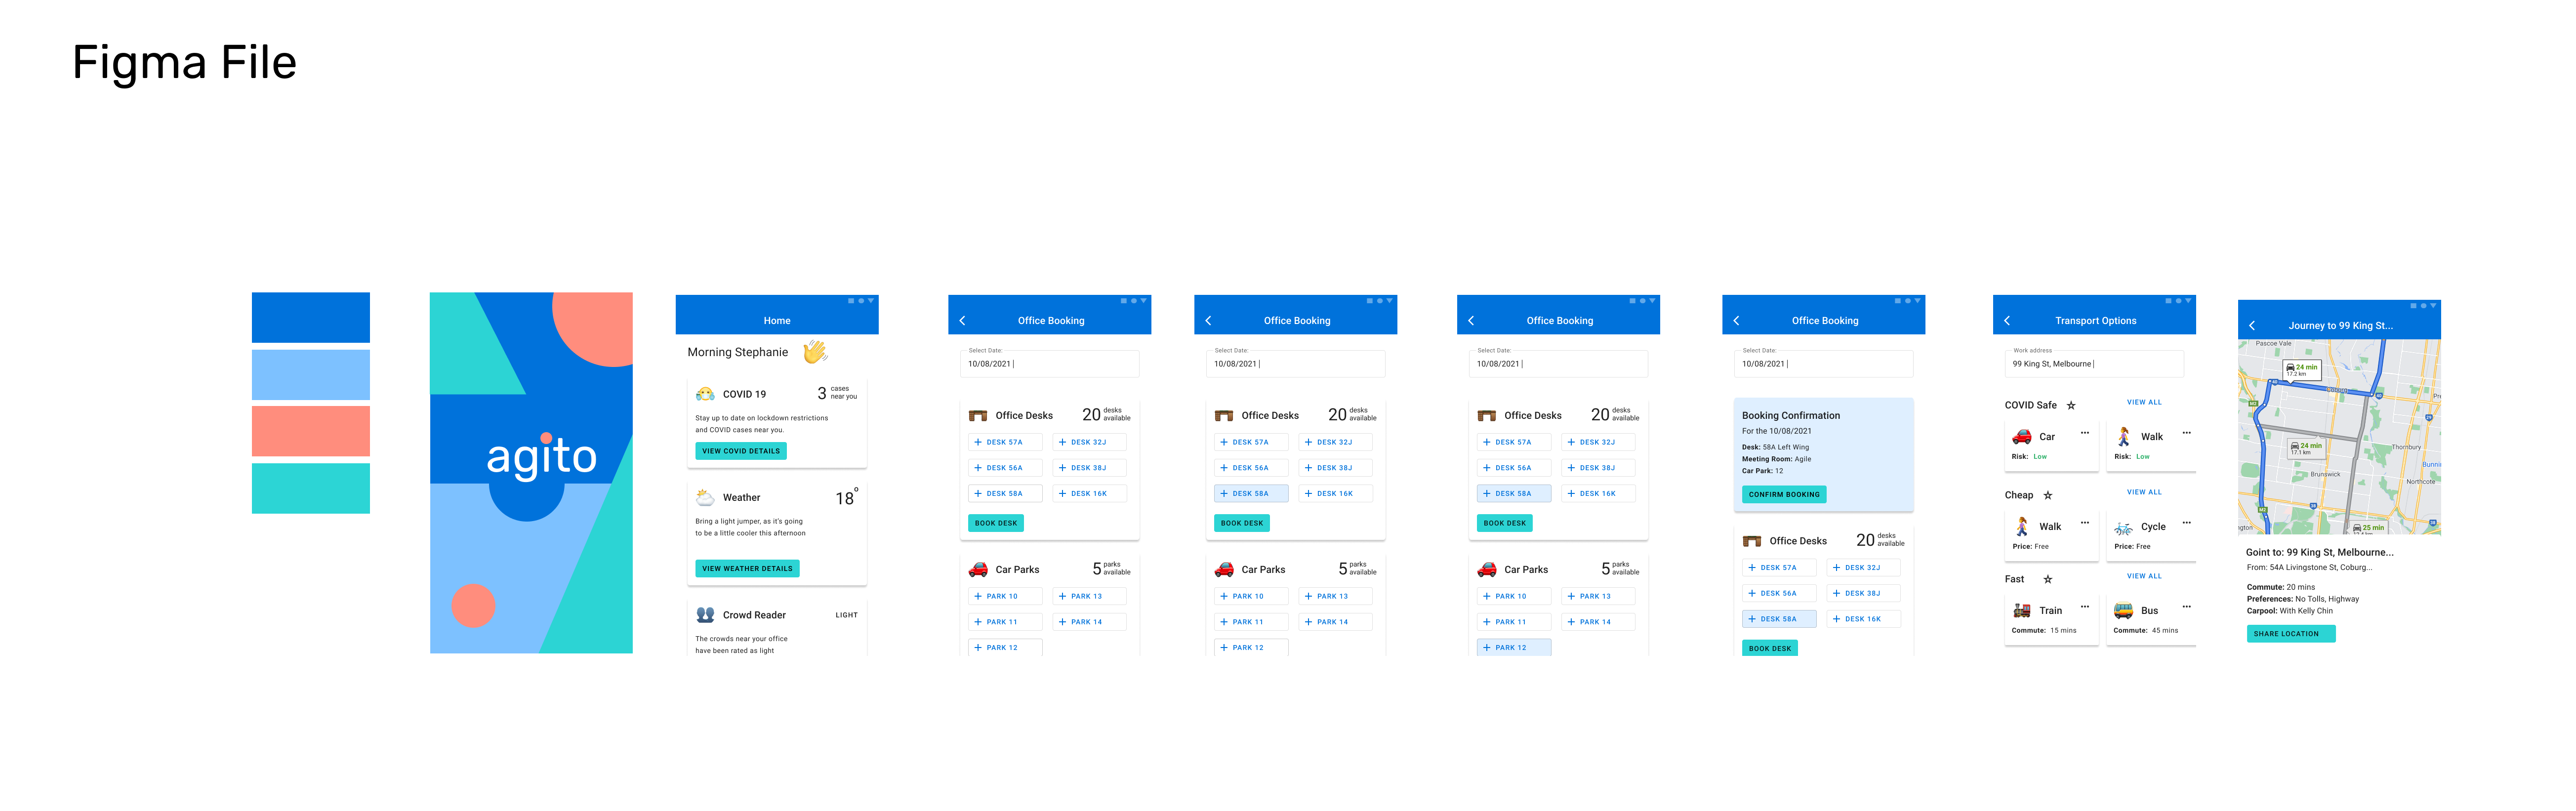 Figma File
agito
Home
Morning Stephanie
COVID 19
3 cases near you
Stay up to date on lockdown restrictions
and COVID cases near you.
VIEW COVID DETAILS
Weather
18°
Bring a light jumper, as it's going
to be a little cooler this afternoon
VIEW WEATHER DETAILS
Crowd Reader
LIGHT
The crowds near your office
have been rated as light
Office Booking
Select Date:
10/08/2021
Office Desks
20 desks available
+ DESK 57A
+ DESK 32J
+ DESK 56A
+ DESK 38J
+ DESK 58A
+ DESK 16K
BOOK DESK
Car Parks
5 parks available
+ PARK 10
+ PARK 13
+ PARK 11
+ PARK 14
+ PARK 12
Office Booking
Select Date:
10/08/2021
Office Desks
20 desks available
+ DESK 57A
+ DESK 32J
+ DESK 56A
+ DESK 38J
+ DESK 58A
+ DESK 16K
BOOK DESK
Car Parks
5 parks available
+ PARK 10
+ PARK 13
+ PARK 11
+ PARK 14
+ PARK 12
Office Booking
Select Date:
10/08/2021
Office Desks
20 desks available
+ DESK 57A
+ DESK 32J
+ DESK 56A
+ DESK 38J
+ DESK 58A
+ DESK 16K
BOOK DESK
Car Parks
5 parks available
+ PARK 10
+ PARK 13
+ PARK 11
+ PARK 14
+ PARK 12
Office Booking
Select Date:
10/08/2021
Booking Confirmation
For the 10/08/2021
Desk: 58A Left Wing
Meeting Room: Agile
Car Park: 12
CONFIRM BOOKING
Office Desks
20 desks available
+ DESK 57A
+ DESK 32J
+ DESK 56A
+ DESK 38J
+ DESK 58A
+ DESK 16K
BOOK DESK
Transport Options
Work address
99 King St, Melbourne
COVID Safe
VIEW ALL
Car
Risk: Low
Walk
Risk: Low
Cheap
VIEW ALL
Walk
Price: Free
Cycle
Price: Free
Fast
VIEW ALL
Train
Commute: 15 mins
Bus
Commute: 45 mins
Journey to 99 King St...
Pascoe Vale
24 min
17.2 km
Coburg
24 min
17.1 km
Thornbury
Brunswick
Northcote
25 min
Goint to: 99 King St, Melbourne...
From: 54A Livingstone St, Coburg...
Commute: 20 mins
Preferences: No Tolls, Highway
Carpool: With Kelly Chin
SHARE LOCATION